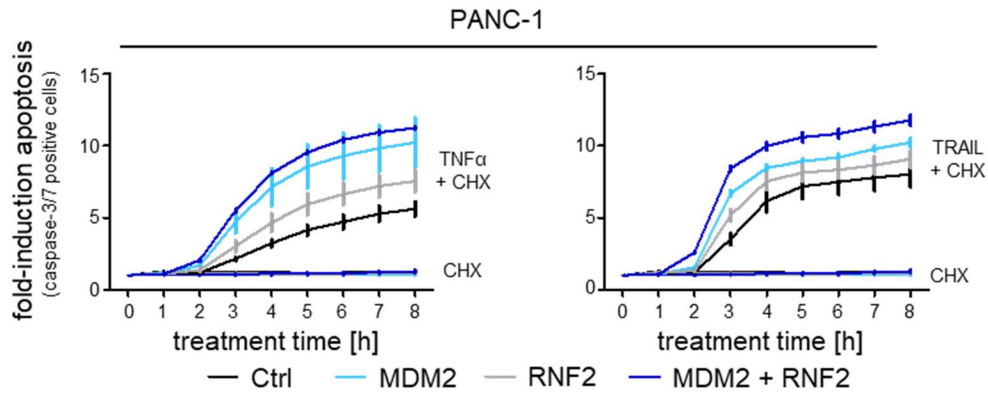 PANC-1
fold-induction apoptosis
(caspase-3/7 positive cells)
15
10
5
0
0 1 2 3 4 5 6 7 8
treatment time [h]
TNFα
+ CHX
CHX
15
10
5
0
0 1 2 3 4 5 6 7 8
treatment time [h]
TRAIL
+ CHX
CHX
Ctrl MDM2 RNF2 MDM2 + RNF2